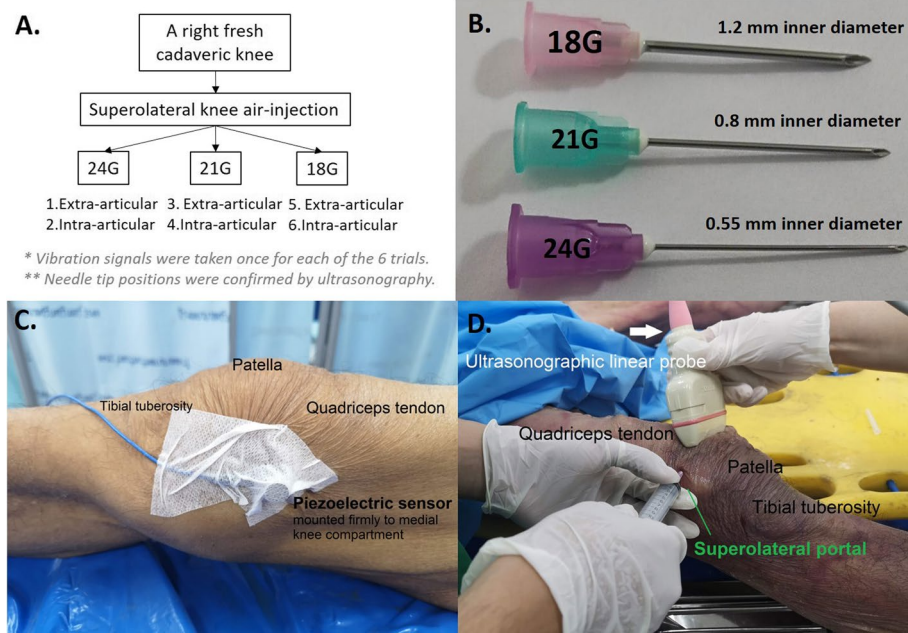 A.
A right fresh
cadaveric knee
Superolateral knee air-injection
24G
21G
18G
1.Extra-articular
2.Intra-articular
3. Extra-articular
4.Intra-articular
5. Extra-articular
6.Intra-articular
* Vibration signals were taken once for each of the 6 trials.
** Needle tip positions were confirmed by ultrasonography.
B.
18G
1.2 mm inner diameter
21G
0.8 mm inner diameter
24G
0.55 mm inner diameter
C.
Patella
Tibial tuberosity
Quadriceps tendon
Piezoelectric sensor
mounted firmly to medial
knee compartment
D.
Ultrasonographic linear probe
Quadriceps tendon
Patella
Tibial tuberosity
Superolateral portal